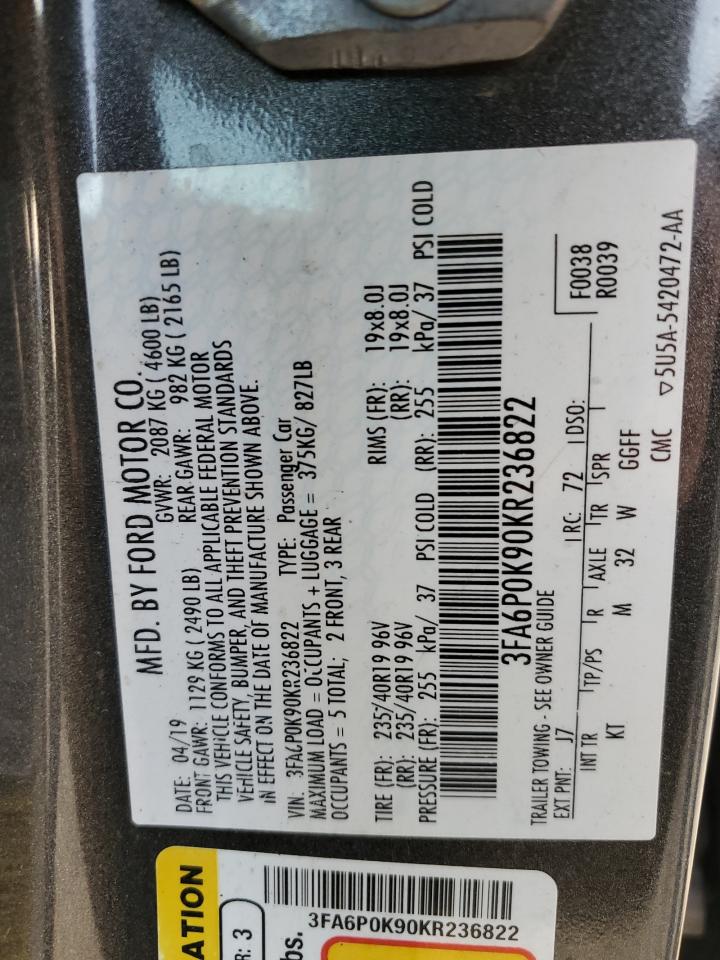 MFD. BY FORD MOTOR CO.
DATE: 04/19 GVWR: 2087 KG ( 4600 LB)
FRONT GAWR: 1129 KG ( 2490 LB) REAR GAWR: 982 KG ( 2165 LB)
THIS VEHICLE CONFORMS TO ALL APPLICABLE FEDERAL MOTOR
VEHICLE SAFETY, BUMPER, AND THEFT PREVENTION STANDARDS
IN EFFECT ON THE DATE OF MANUFACTURE SHOWN ABOVE.
VIN: 3FA6P0K90KR236822 TYPE: Passenger Car
MAXIMUM LOAD = OCCUPANTS + LUGGAGE = 375KG/ 827LB
OCCUPANTS = 5 TOTAL; 2 FRONT, 3 REAR
TIRE (FR): 235/40R19 96V RIMS (FR): 19x8.0J
(RR): 235/40R19 96V (RR): 19x8.0J
PRESSURE (FR): 255 kPa/ 37 PSI COLD (RR): 255 kPa/ 37 PSI COLD
3FA6P0K90KR236822
TRAILER TOWING - SEE OWNER GUIDE F0038
EXT PNT: J7 RC: 72 DSO: R0039
INT TR TP/PS R AXLE TR SPR
KT M 32 W GGFF
CMC ▽5U5A-5420472-AA
ATION
R: 3
bs.
3FA6P0K90KR236822